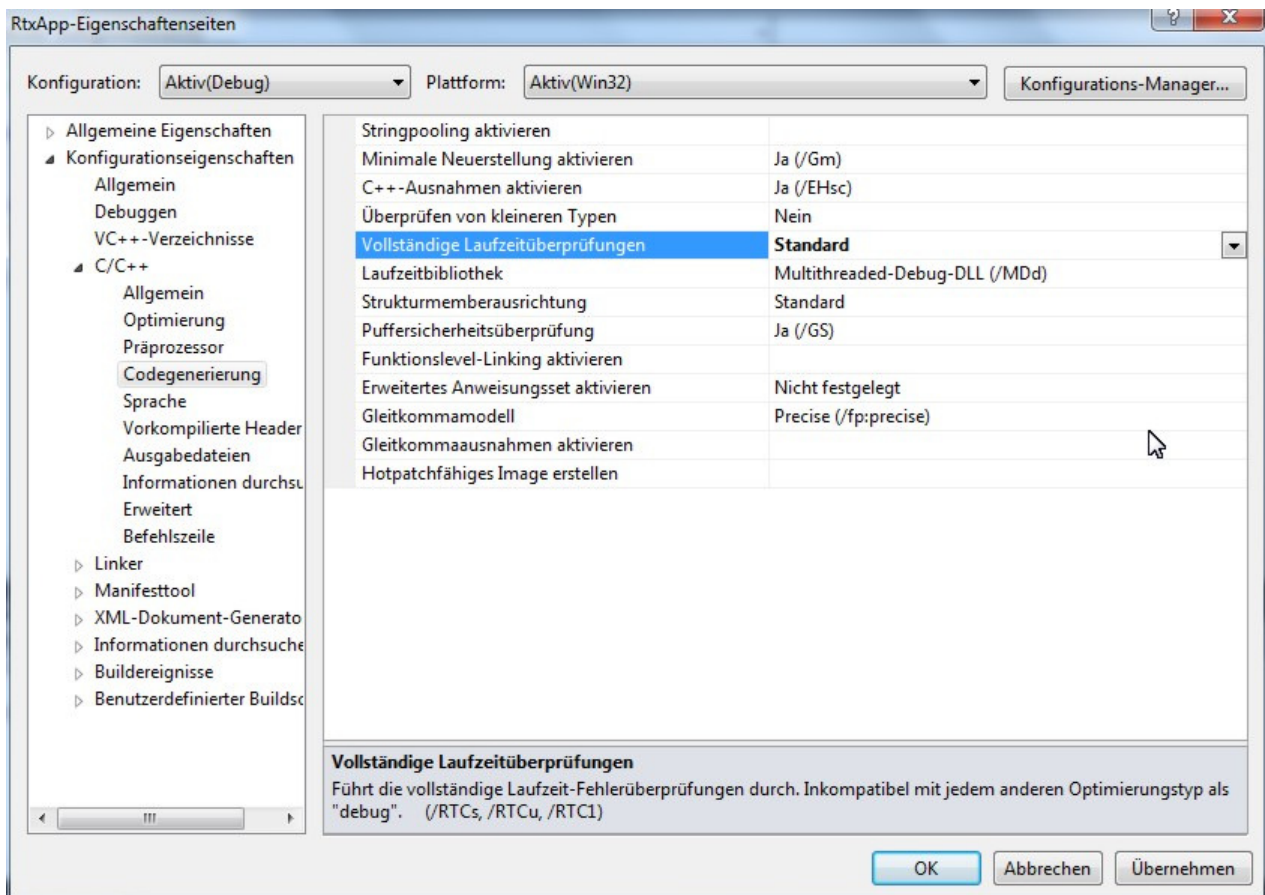 RtxApp-Eigenschaftenseiten
Konfiguration: Aktiv(Debug) Plattform: Aktiv(Win32) Konfigurations-Manager...
Allgemeine Eigenschaften
Konfigurationseigenschaften
Allgemein
Debuggen
VC++-Verzeichnisse
C/C++
Allgemein
Optimierung
Präprozessor
Codegenerierung
Sprache
Vorkompilierte Header
Ausgabedateien
Informationen durchsu
Erweitert
Befehlszeile
Linker
Manifesttool
XML-Dokument-Generato
Informationen durchsuche
Buildereignisse
Benutzerdefinierter Buildsc
Stringpooling aktivieren
Minimale Neuerstellung aktivieren Ja (/Gm)
C++-Ausnahmen aktivieren Ja (/EHsc)
Überprüfen von kleineren Typen Nein
Vollständige Laufzeitüberprüfungen Standard
Laufzeitbibliothek Multithreaded-Debug-DLL (/MDd)
Strukturmemberausrichtung Standard
Puffersicherheitsüberprüfung Ja (/GS)
Funktionslevel-Linking aktivieren
Erweitertes Anweisungsset aktivieren Nicht festgelegt
Gleitkommamodell Precise (/fp:precise)
Gleitkommaausnahmen aktivieren
Hotpatchfähiges Image erstellen
Vollständige Laufzeitüberprüfungen
Führt die vollständige Laufzeit-Fehlerüberprüfungen durch. Inkompatibel mit jedem anderen Optimierungstyp als
"debug". (/RTCs, /RTCu, /RTC1)
OK Abbrechen Übernehmen